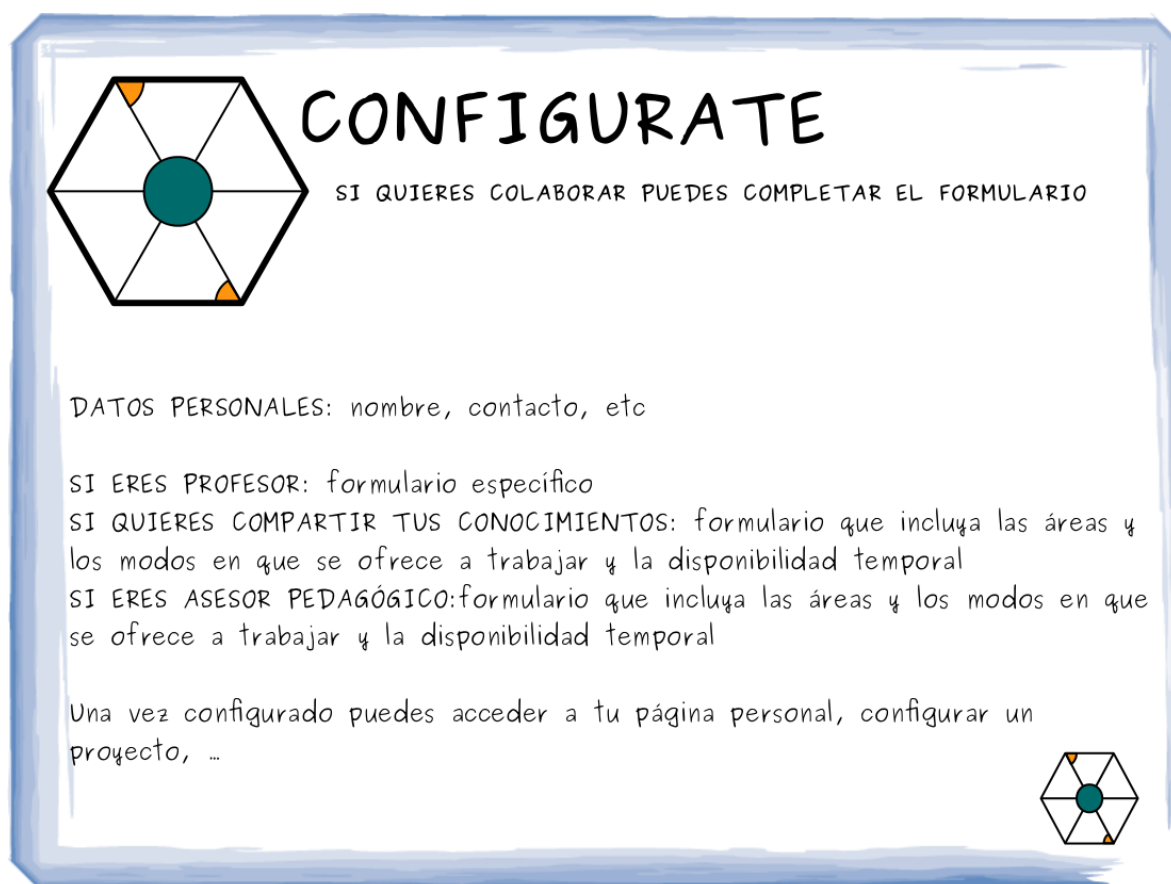 CONFIGURATE
SI QUIERES COLABORAR PUEDES COMPLETAR EL FORMULARIO
DATOS PERSONALES: nombre, contacto, etc
SI ERES PROFESOR: formulario específico
SI QUIERES COMPARTIR TUS CONOCIMIENTOS: formulario que incluya las áreas y
los modos en que se ofrece a trabajar y la disponibilidad temporal
SI ERES ASESOR PEDAGÓGICO:formulario que incluya las áreas y los modos en que
se ofrece a trabajar y la disponibilidad temporal
Una vez configurado puedes acceder a tu página personal, configurar un
proyecto, …